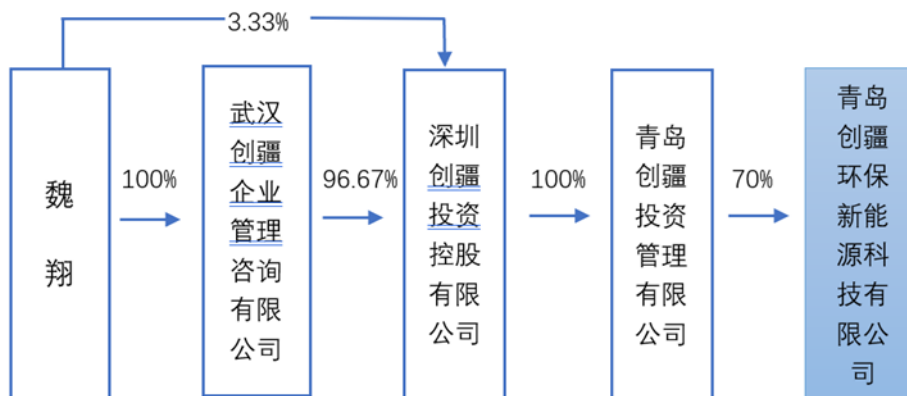 3.33%
魏
翔
100%
武汉
创疆
企业
管理
咨询
有限
公司
96.67%
深圳
创疆
投资
控股
有限
公司
100%
青岛
创疆
投资
管理
有限
公司
70%
青岛
创疆
环保
新能
源科
技有
限公
司